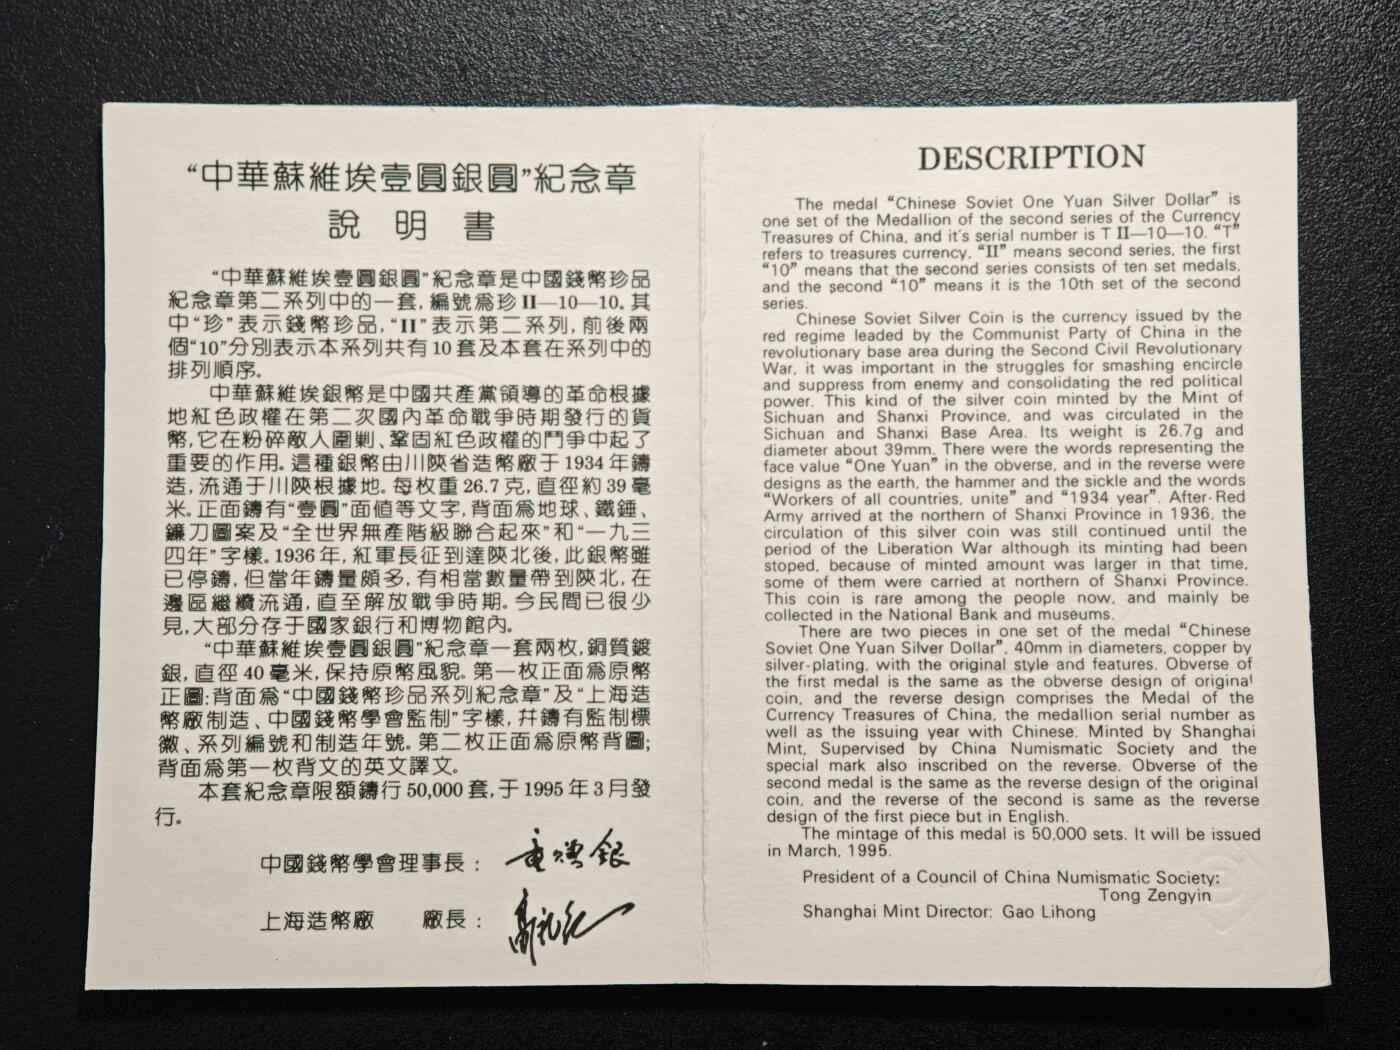 “中華蘇維埃壹圓銀圓”紀念章
說明書
“中華蘇維埃壹圓銀圓”紀念章是中國錢幣珍品
紀念章第二系列中的一套，編號爲珍II—10—10。其
中“珍”表示錢幣珍品，“II”表示第二系列，前後兩
個“10”分別表示本系列共有10套及本套在系列中的
排列順序。
中華蘇維埃銀幣是中國共產黨領導的革命根據
地紅色政權在第二次國內革命戰爭時期發行的貨
幣，它在粉碎敵人圍剿、鞏固紅色政權的鬥爭中起了
重要的作用。這種銀幣由川陝省造幣廠于1934年鑄
造，流通于川陝根據地。每枚重26.7克，直徑約39毫
米。正面鑄有“壹圓”面值等文字，背面爲地球、鐵錘、
鐮刀圖案及“全世界無產階級聯合起來”和“一九三
四年”字樣。1936年，紅軍長征到達陝北後，此銀幣雖
已停鑄，但當年鑄量頗多，有相當數量帶到陝北，在
邊區繼續流通，直至解放戰爭時期。今民間已很少
見，大部分存于國家銀行和博物館內。
“中華蘇維埃壹圓銀圓”紀念章一套兩枚，銅質鍍
銀，直徑40毫米，保持原幣風貌。第一枚正面爲原幣
正圖；背面爲“中國錢幣珍品系列紀念章”及“上海造
幣廠制造、中國錢幣學會監制”字樣，幷鑄有監制標
徽、系列編號和制造年號。第二枚正面爲原幣背圖；
背面爲第一枚背文的英文譯文。
本套紀念章限額鑄行50,000套，于1995年3月發
行。
中國錢幣學會理事長：
上海造幣廠 廠長：
DESCRIPTION
The medal “Chinese Soviet One Yuan Silver Dollar” is
one set of the Medallion of the second series of the Currency
Treasures of China, and it's serial number is T II—10—10. “T”
refers to treasures currency, “II” means second series, the first
“10” means that the second series consists of ten set medals,
and the second “10” means it is the 10th set of the second
series.
Chinese Soviet Silver Coin is the currency issued by the
red regime leaded by the Communist Party of China in the
revolutionary base area during the Second Civil Revolutionary
War, it was important in the struggles for smashing encircle
and suppress from enemy and consolidating the red political
power. This kind of the silver coin minted by the Mint of
Sichuan and Shanxi Province, and was circulated in the
Sichuan and Shanxi Base Area. Its weight is 26.7g and
diameter about 39mm. There were the words representing the
face value “One Yuan” in the obverse, and in the reverse were
designs as the earth, the hammer and the sickle and the words
“Workers of all countries, unite” and “1934 year”. After Red
Army arrived at the northern of Shanxi Province in 1936, the
circulation of this silver coin was still continued until the
period of the Liberation War although its minting had been
stoped, because of minted amount was larger in that time,
some of them were carried at northern of Shanxi Province.
This coin is rare among the people now, and mainly be
collected in the National Bank and museums.
There are two pieces in one set of the medal “Chinese
Soviet One Yuan Silver Dollar”, 40mm in diameters, copper by
silver-plating, with the original style and features. Obverse of
the first medal is the same as the obverse design of original
coin, and the reverse design comprises the Medal of the
Currency Treasures of China, the medallion serial number as
well as the issuing year with Chinese. Minted by Shanghai
Mint, Supervised by China Numismatic Society and the
special mark also inscribed on the reverse. Obverse of the
second medal is the same as the reverse design of the original
coin, and the reverse of the second is same as the reverse
design of the first piece but in English.
The mintage of this medal is 50,000 sets. It will be issued
in March, 1995.
President of a Council of China Numismatic Society:
Tong Zengyin
Shanghai Mint Director: Gao Lihong